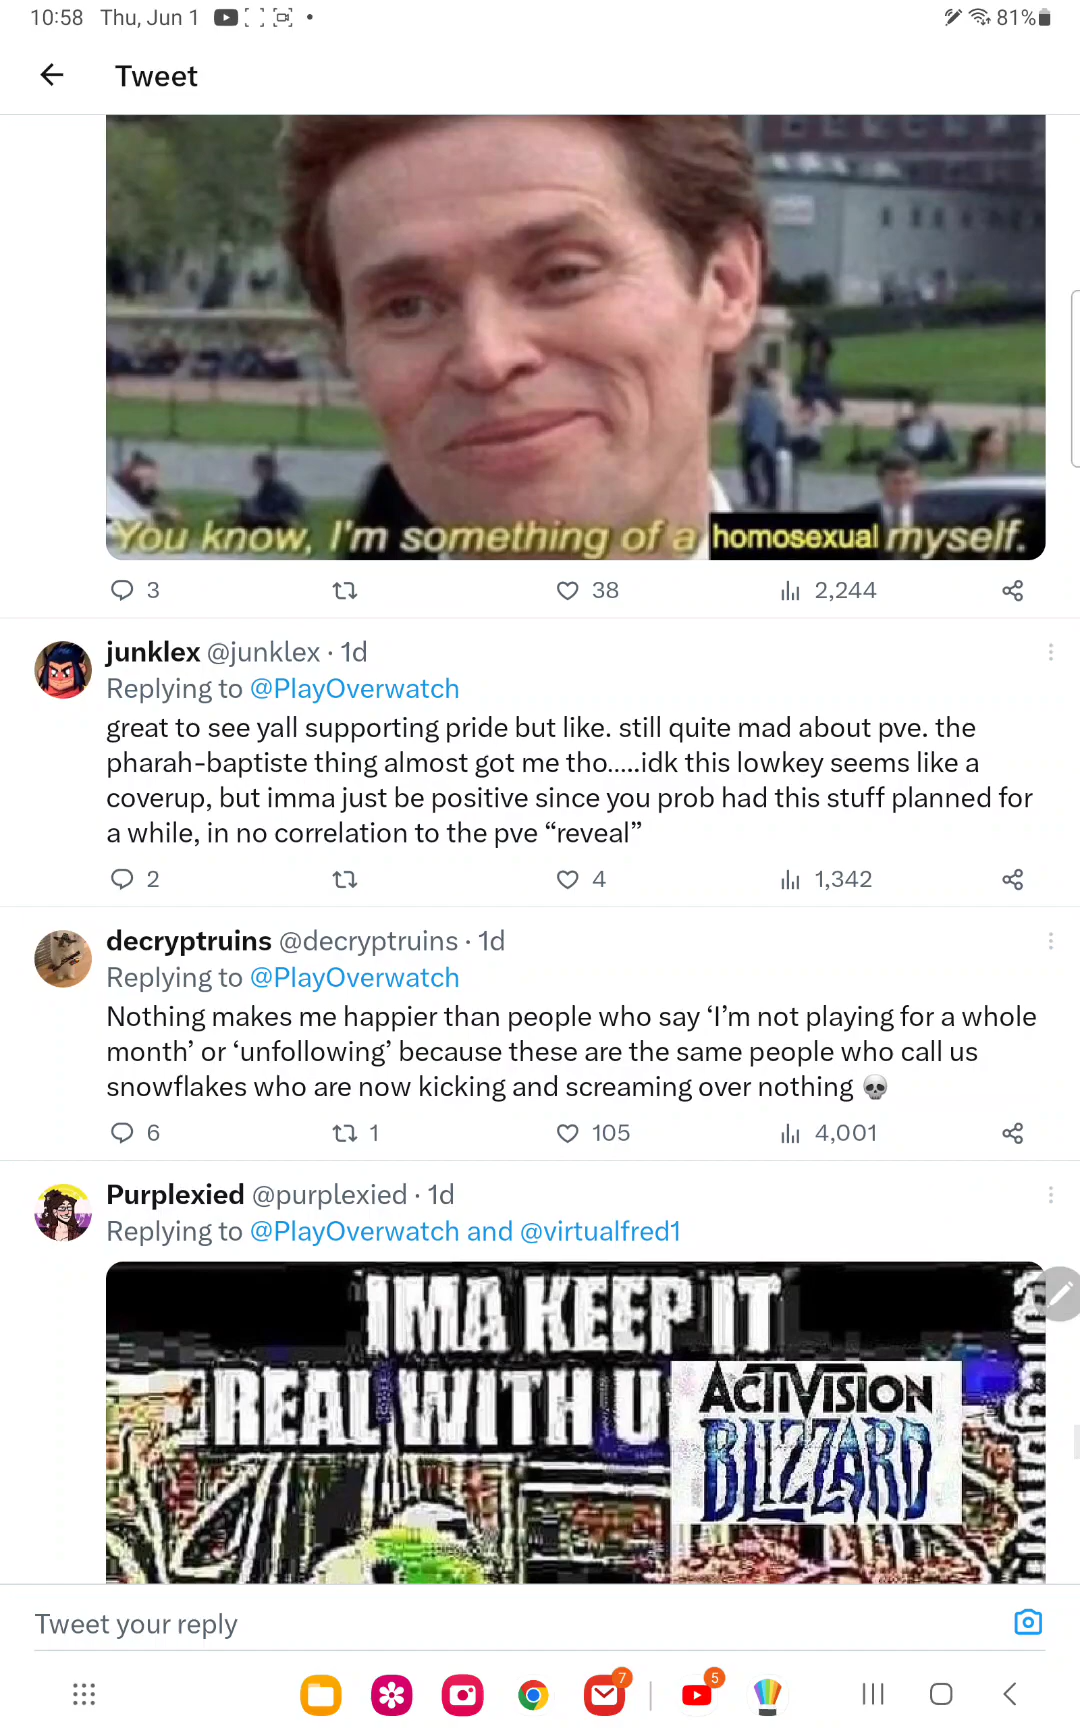 10:58 Thu, Jun 1 81%
Tweet
You know, I'm something of a homosexual myself.
3 38 2,244
junklex @junklex · 1d
Replying to @PlayOverwatch
great to see yall supporting pride but like. still quite mad about pve. the
pharah-baptiste thing almost got me tho.....idk this lowkey seems like a
coverup, but imma just be positive since you prob had this stuff planned for
a while, in no correlation to the pve “reveal”
2 4 1,342
decryptruins @decryptruins · 1d
Replying to @PlayOverwatch
Nothing makes me happier than people who say ‘I’m not playing for a whole
month’ or ‘unfollowing’ because these are the same people who call us
snowflakes who are now kicking and screaming over nothing 💀
6 1 105 4,001
Purplexied @purplexied · 1d
Replying to @PlayOverwatch and @virtualfred1
IMA KEEP IT
REAL WITH U
ACTIVISION
BLIZZARD
Tweet your reply
7 5